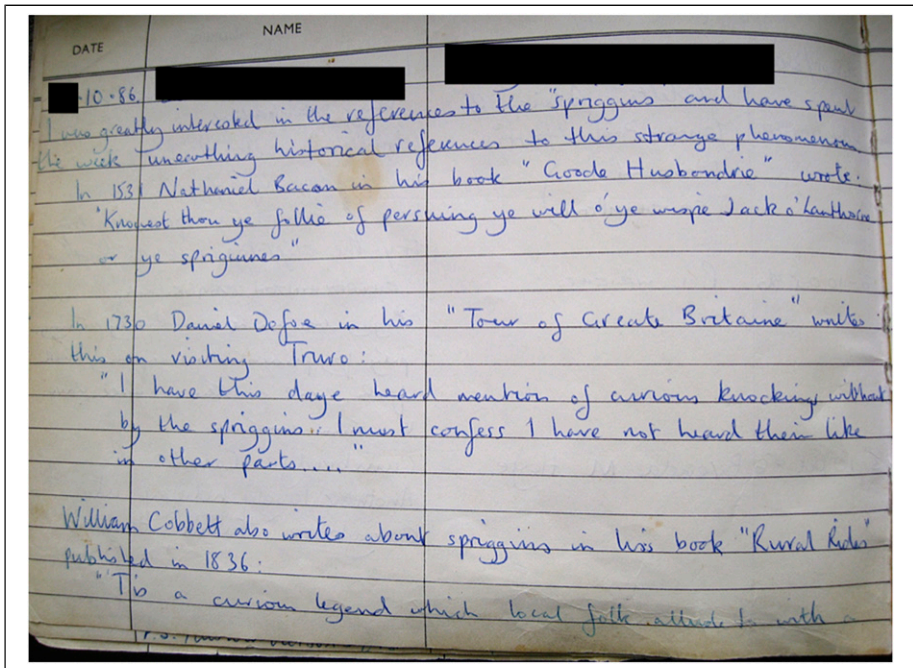 DATE NAME
·10·86
I was greatly interested in the references to the "spriggins and have spent
the week unearthing historical references to this strange phenomenon
In 1531 Nathaniel Bacon in his book "Goode Husbondrie" wrote.
"Knowest thou ye follie of persuing ye will o' ye wispe Jack o' Lanthorne
or ye spriginnes"
In 1730 Daniel Defoe in his "Tour of Greate Britaine" writes
this on visiting Truro:
"I have this daye heard mention of curious knockings without
by the spriggins. I must confess I have not heard their like
in other parts...."
William Cobbett also writes about spriggins in his book "Rural Rides"
published in 1836:
"Tis a curious legend which local folk allude to with a
P.S.